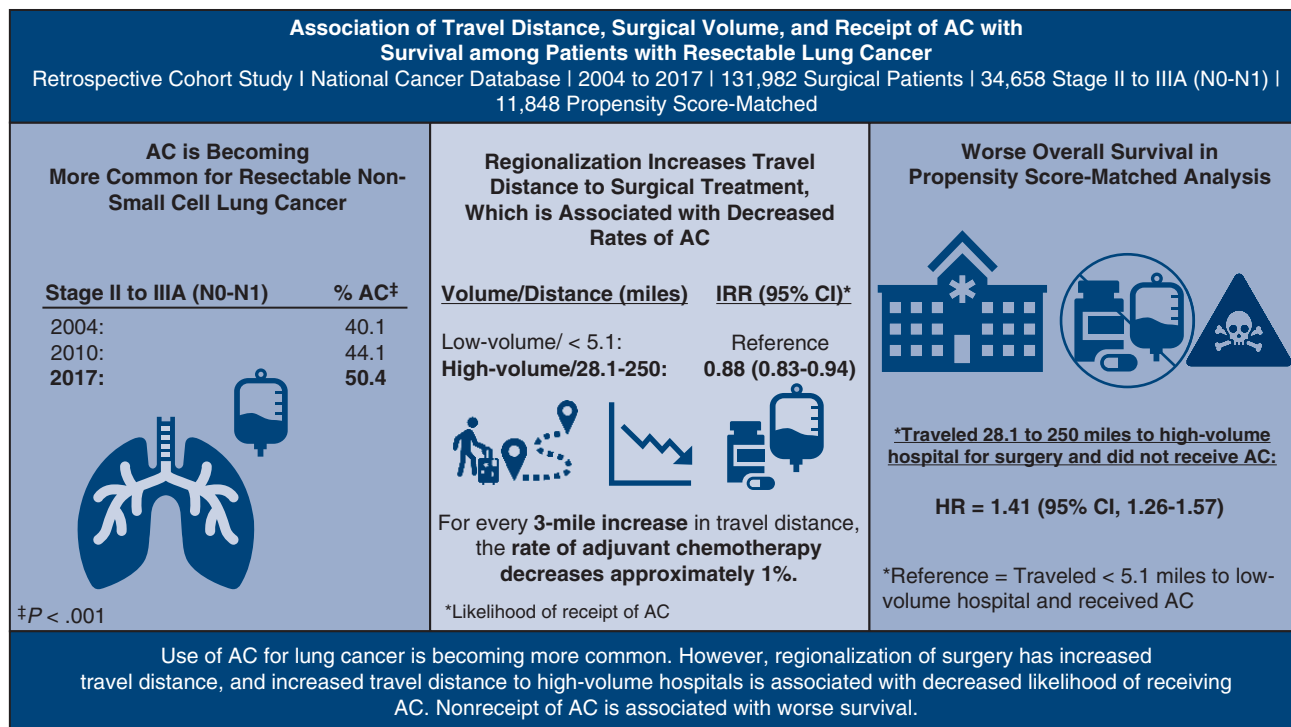 Association of Travel Distance, Surgical Volume, and Receipt of AC with
Survival among Patients with Resectable Lung Cancer
Retrospective Cohort Study I National Cancer Database | 2004 to 2017 | 131,982 Surgical Patients | 34,658 Stage II to IIIA (N0-N1) |
11,848 Propensity Score-Matched
AC is Becoming
More Common for Resectable Non-
Small Cell Lung Cancer
Stage II to IIIA (N0-N1) % AC‡
2004: 40.1
2010: 44.1
2017: 50.4
‡P < .001
Regionalization Increases Travel
Distance to Surgical Treatment,
Which is Associated with Decreased
Rates of AC
Volume/Distance (miles) IRR (95% CI)*
Low-volume/ < 5.1: Reference
High-volume/28.1-250: 0.88 (0.83-0.94)
For every 3-mile increase in travel distance,
the rate of adjuvant chemotherapy
decreases approximately 1%.
*Likelihood of receipt of AC
Worse Overall Survival in
Propensity Score-Matched Analysis
*Traveled 28.1 to 250 miles to high-volume
hospital for surgery and did not receive AC:
HR = 1.41 (95% CI, 1.26-1.57)
*Reference = Traveled < 5.1 miles to low-
volume hospital and received AC
Use of AC for lung cancer is becoming more common. However, regionalization of surgery has increased
travel distance, and increased travel distance to high-volume hospitals is associated with decreased likelihood of receiving
AC. Nonreceipt of AC is associated with worse survival.